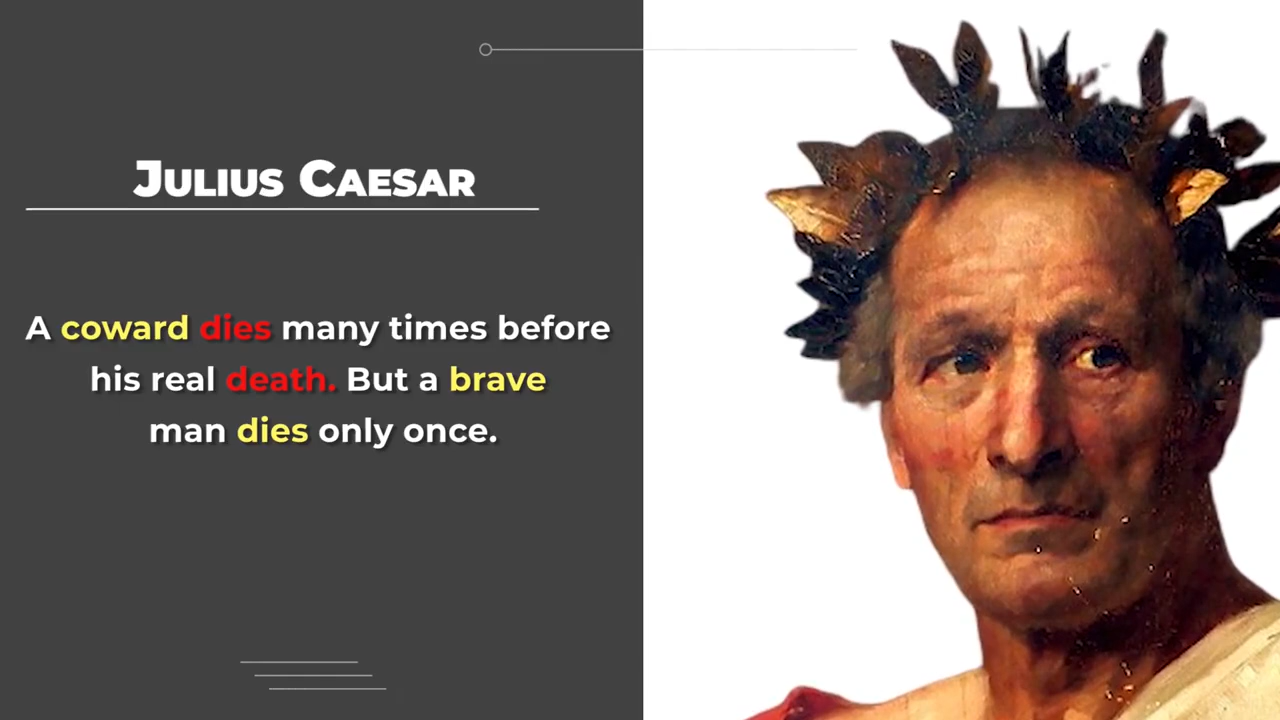 Julius Caesar
A coward dies many times before
his real death. But a brave
man dies only once.